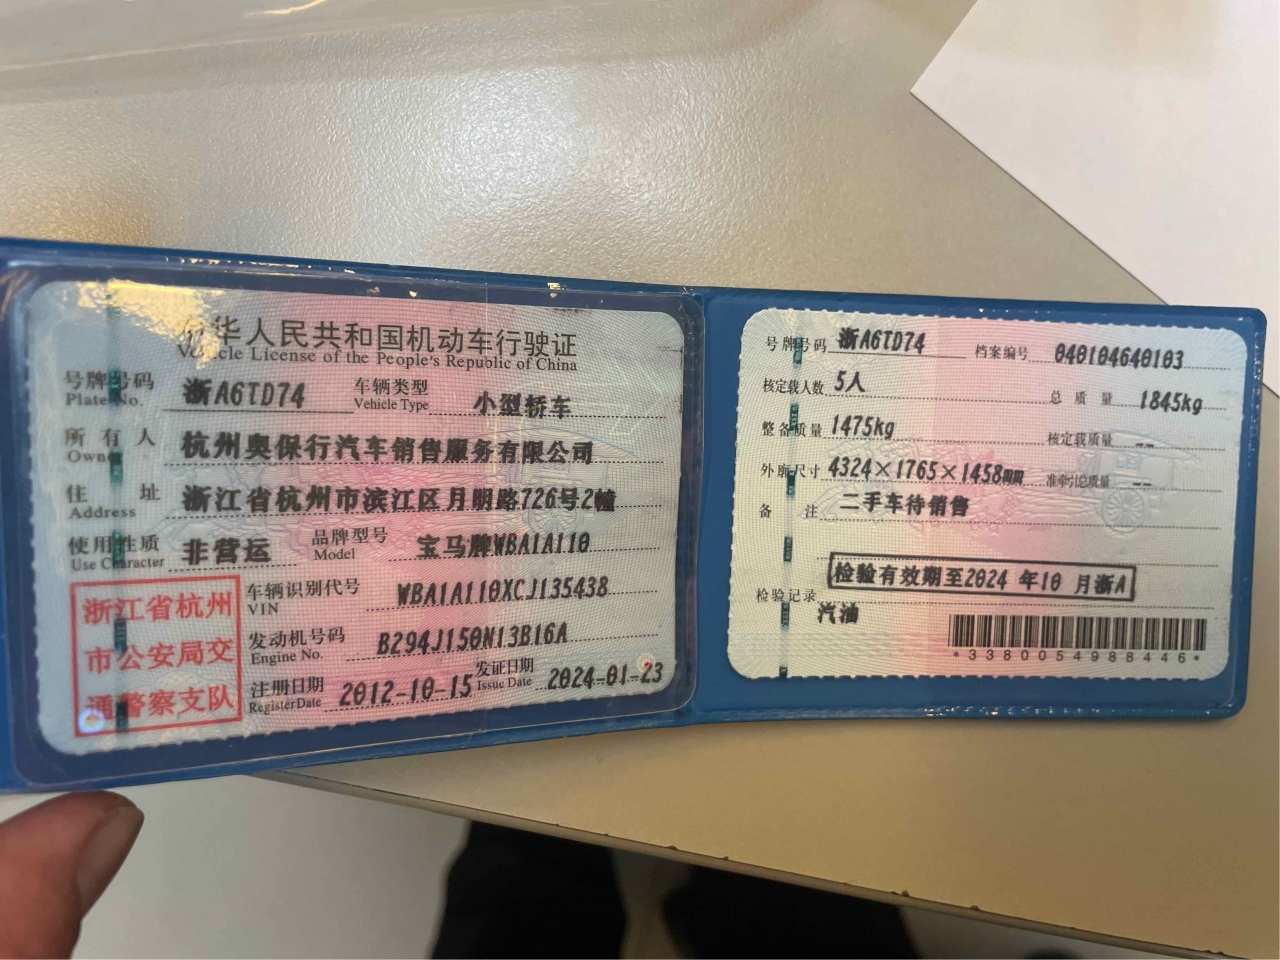 中华人民共和国机动车行驶证
Vehicle License of the People's Republic of China
号牌号码 浙A6TD74 车辆类型 小型轿车
Plate No. Vehicle Type
所有人 杭州奥保行汽车销售服务有限公司
Owner
住址 浙江省杭州市滨江区月明路726号2幢
Address
使用性质 非营运 品牌型号 宝马牌WBA1A110
Use Character Model
浙江省杭州
市公安局交
通警察支队
车辆识别代号 WBA1A110XCJ135438
VIN
发动机号码 B294J150N13B16A
Engine No.
注册日期 2012-10-15 发证日期 2024-01-23
Register Date Issue Date
号牌号码 浙A6TD74 档案编号 040104640103
核定载人数 5人 总质量 1845kg
整备质量 1475kg 核定载质量 --
外廓尺寸 4324×1765×1458mm 准牵引总质量 --
备注 二手车待销售
检验有效期至2024 年10 月浙A
检验记录
汽油
*3380054988446*